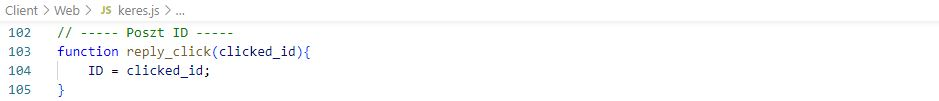 Client > Web > JS keres.js > ...
102 // ----- Poszt ID -----
103 function reply_click(clicked_id){
104 ID = clicked_id;
105 }